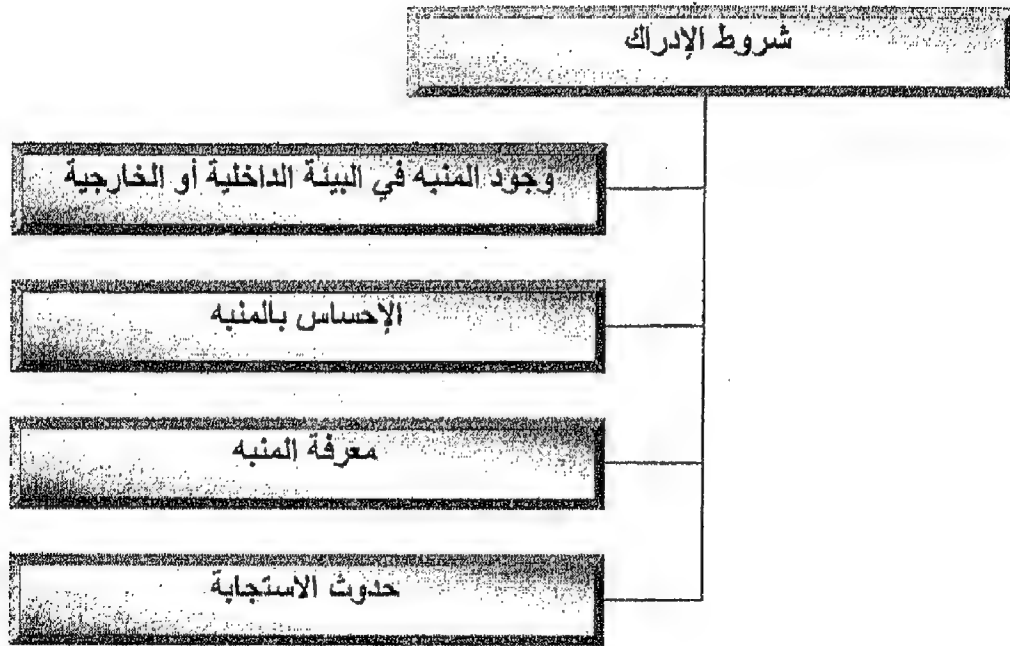 شروط الإدراك
وجود المنبه في البيئة الداخلية أو الخارجية
الإحساس بالمنبه
معرفة المنبه
حدوث الاستجابة